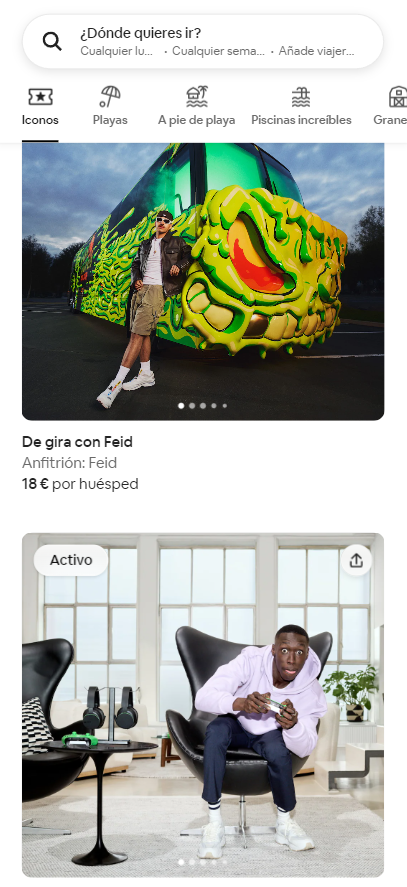 ¿Dónde quieres ir?
Cualquier lu... · Cualquier sema... · Añade viajer...
Iconos
Playas
A pie de playa
Piscinas increíbles
Grane
De gira con Feid
Anfitrión: Feid
18 € por huésped
Activo